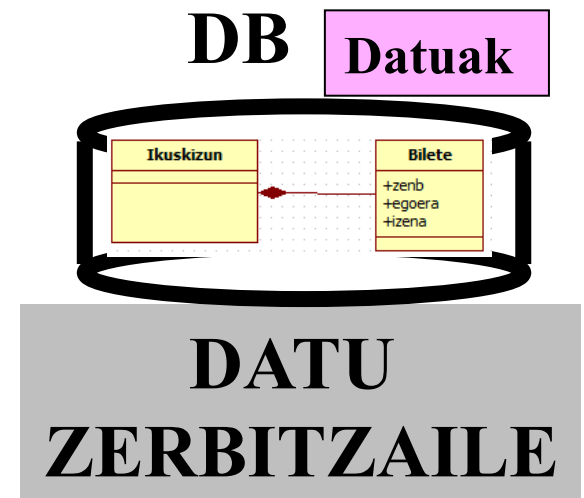 DB
Datuak
Ikuskizun
Bilete
+zenb
+egoera
+izena
DATU
ZERBITZAILE